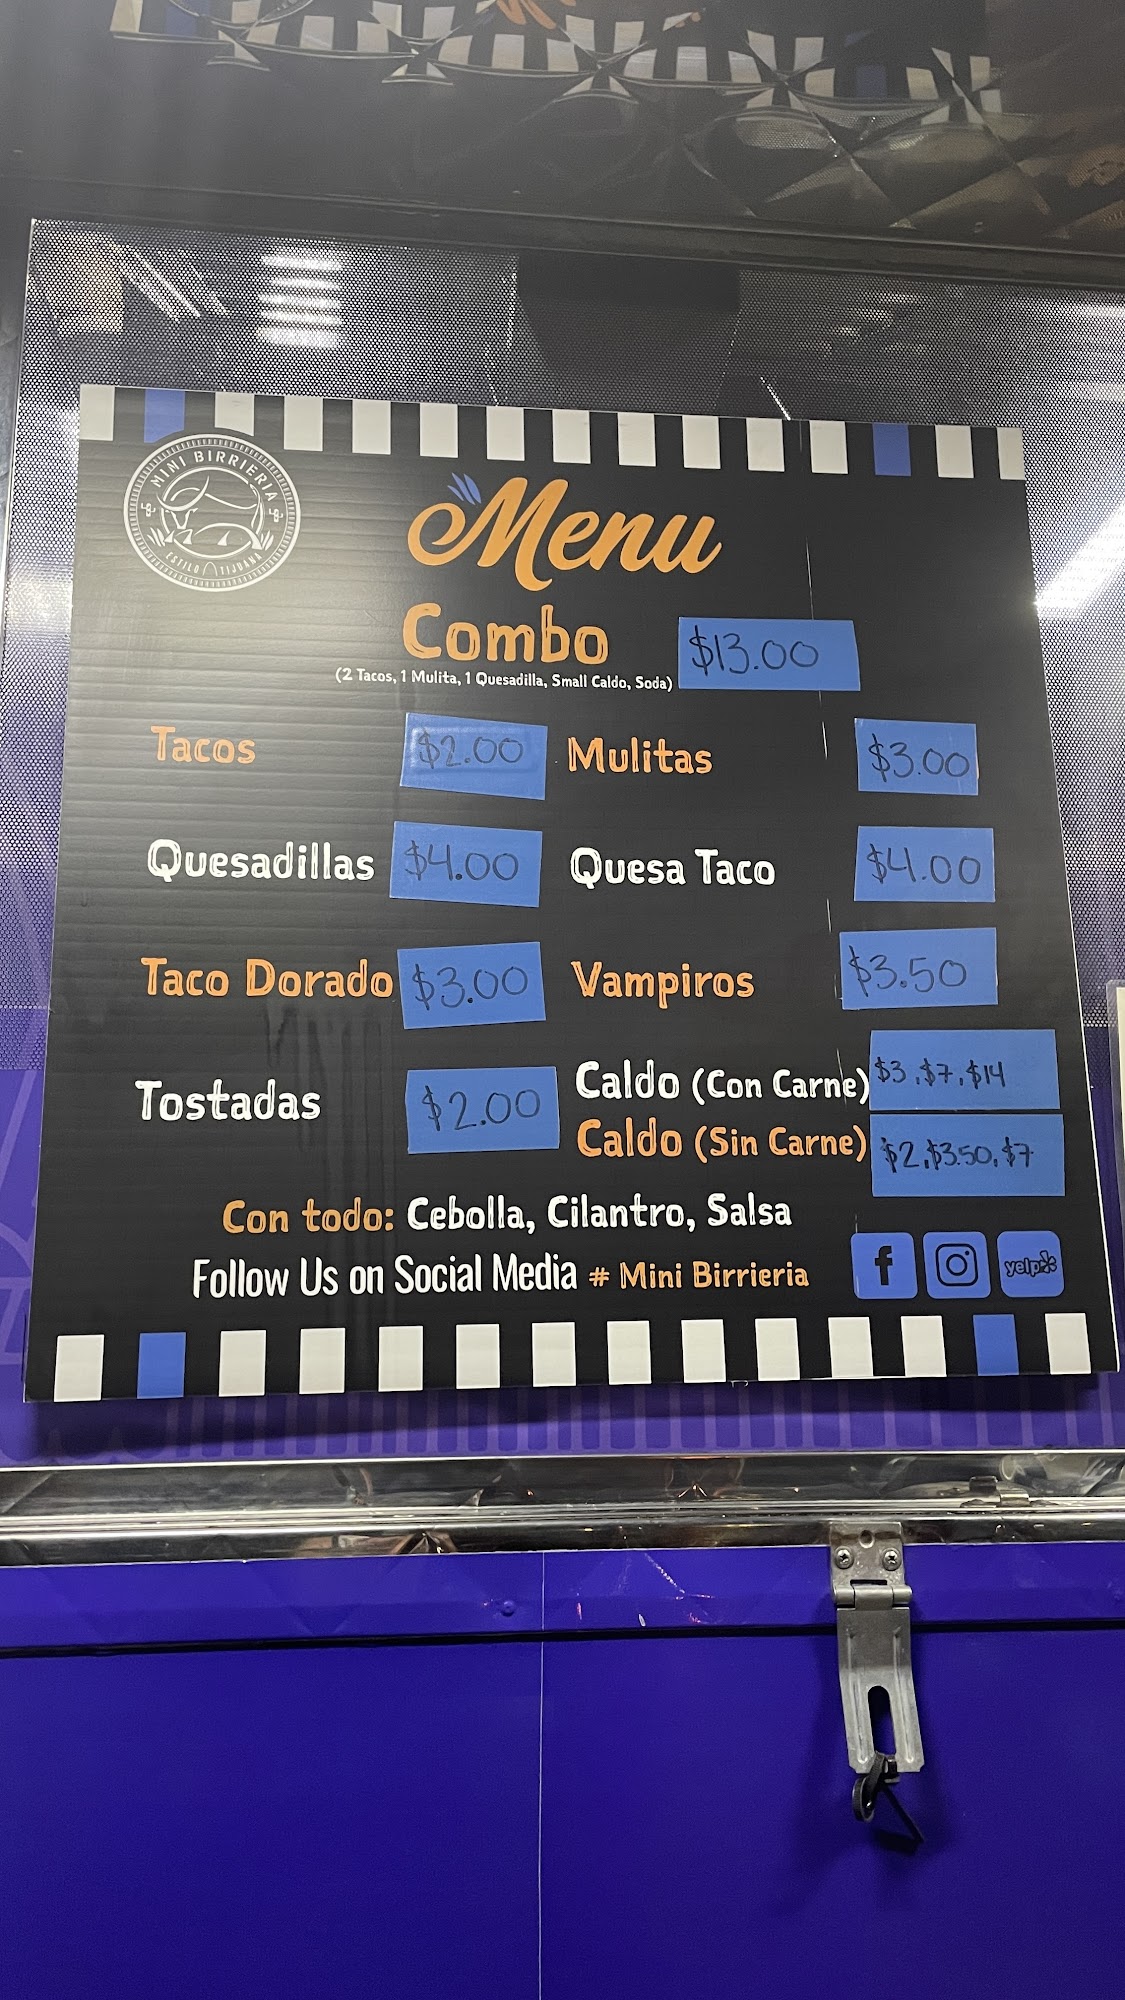 MINI BIRRIERIA
ESTILO TIJUANA
Menu
Combo $13.00
(2 Tacos, 1 Mulita, 1 Quesadilla, Small Caldo, Soda)
Tacos $2.00 Mulitas $3.00
Quesadillas $4.00 Quesa Taco $4.00
Taco Dorado $3.00 Vampiros $3.50
Tostadas $2.00 Caldo (Con Carne) $3, $7, $14
Caldo (Sin Carne) $2, $3.50, $7
Con todo: Cebolla, Cilantro, Salsa
Follow Us on Social Media # Mini Birrieria f yelp